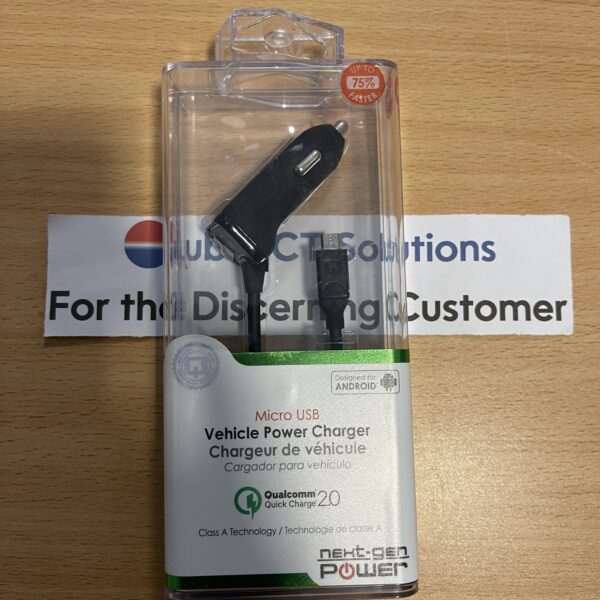 UP TO
75%
FASTER
CT Solutions
For the Discerning Customer
Designed for
ANDROID
Micro USB
Vehicle Power Charger
Chargeur de véhicule
Cargador para vehículo
Qualcomm
Quick Charge 2.0
Class A Technology / Technologie de classe A
next-gen
POWER